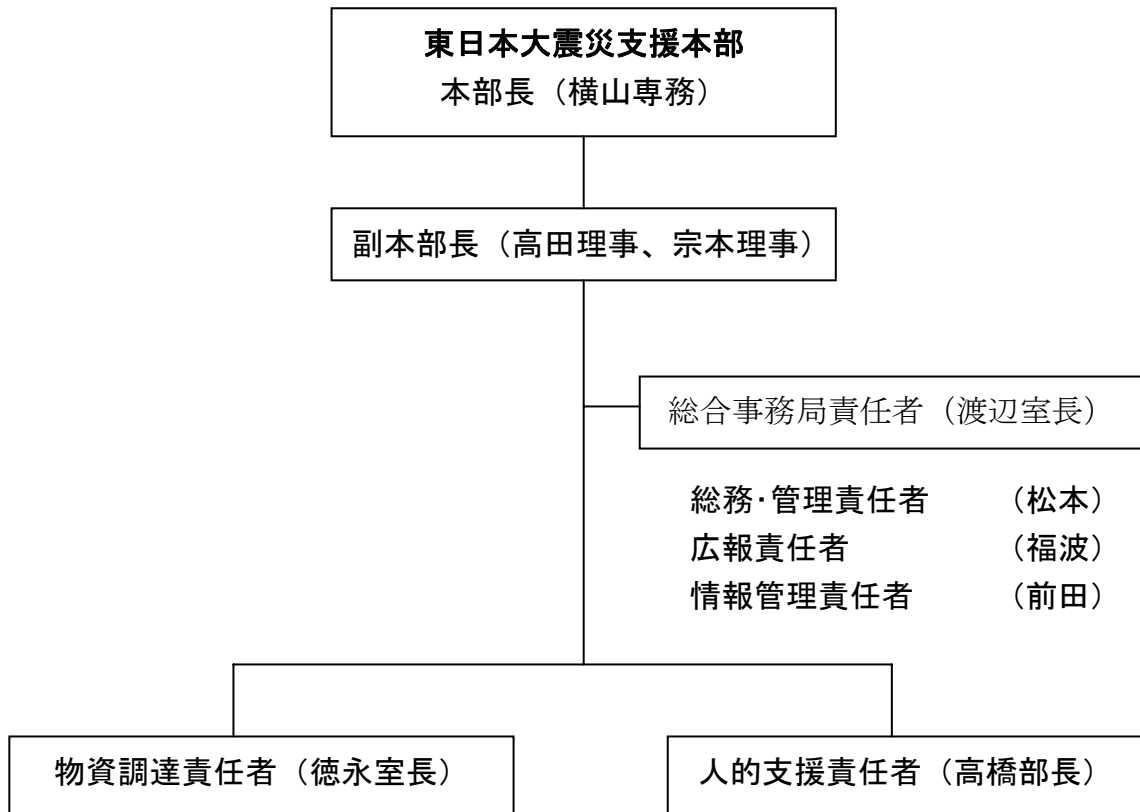 東日本大震災支援本部
本部長（横山専務）
副本部長（高田理事、宗本理事）
総合事務局責任者（渡辺室長）
総務・管理責任者　（松本）
広報責任者　（福波）
情報管理責任者　（前田）
物資調達責任者（徳永室長）
人的支援責任者（高橋部長）